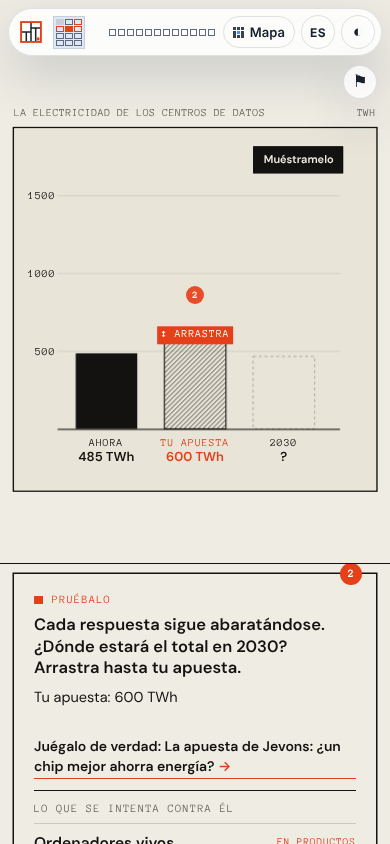 Mapa
ES
LA ELECTRICIDAD DE LOS CENTROS DE DATOS
TWH
Muéstramelo
1500
1000
500
2
↕ ARRASTRA
AHORA
485 TWh
TU APUESTA
600 TWh
2030
?
2
PRUÉBALO
Cada respuesta sigue abaratándose.
¿Dónde estará el total en 2030?
Arrastra hasta tu apuesta.
Tu apuesta: 600 TWh
Juégalo de verdad: La apuesta de Jevons: ¿un
chip mejor ahorra energía? →
LO QUE SE INTENTA CONTRA ÉL
Ordenadores vivos
EN PRODUCTOS